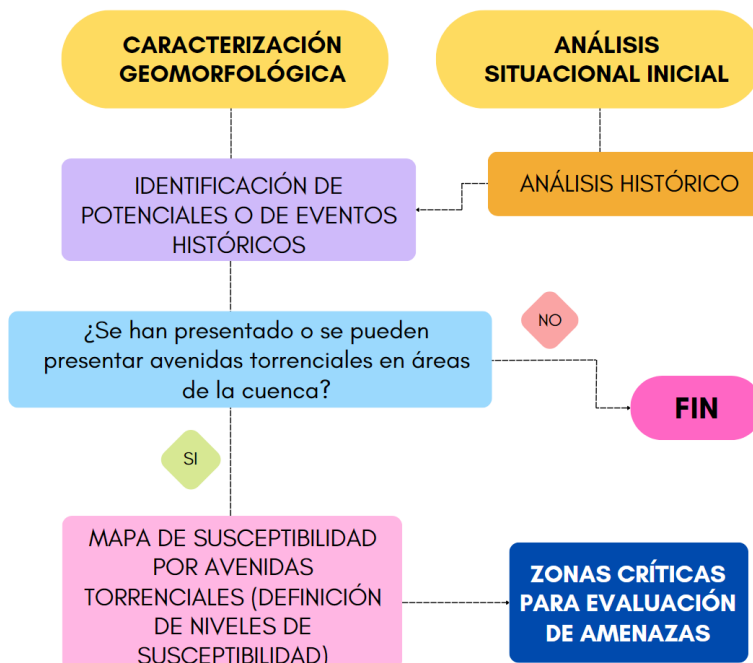 CARACTERIZACIÓN
GEOMORFOLÓGICA
ANÁLISIS
SITUACIONAL INICIAL
IDENTIFICACIÓN DE
POTENCIALES O DE EVENTOS
HISTÓRICOS
ANÁLISIS HISTÓRICO
¿Se han presentado o se pueden
presentar avenidas torrenciales en áreas
de la cuenca?
NO
FIN
SI
MAPA DE SUSCEPTIBILIDAD
POR AVENIDAS
TORRENCIALES (DEFINICIÓN
DE NIVELES DE
SUSCEPTIBILIDAD)
ZONAS CRÍTICAS
PARA EVALUACIÓN
DE AMENAZAS